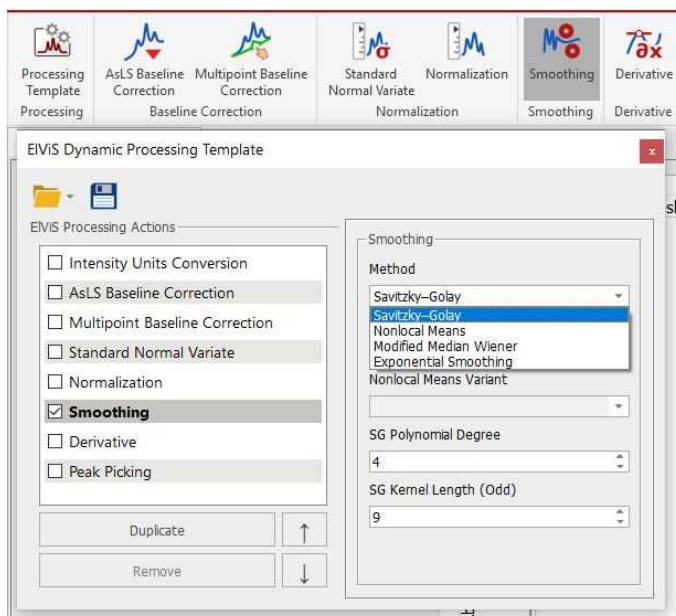 Processing Template
AsLS Baseline Correction
Multipoint Baseline Correction
Standard Normal Variate
Normalization
Smoothing
Derivative
Processing
Baseline Correction
Normalization
Smoothing
Derivative
ElViS Dynamic Processing Template
ElViS Processing Actions
Intensity Units Conversion
AsLS Baseline Correction
Multipoint Baseline Correction
Standard Normal Variate
Normalization
Smoothing
Derivative
Peak Picking
Duplicate
Remove
Smoothing
Method
Savitzky–Golay
Savitzky–Golay
Nonlocal Means
Modified Median Wiener
Exponential Smoothing
Nonlocal Means Variant
SG Polynomial Degree
4
SG Kernel Length (Odd)
9